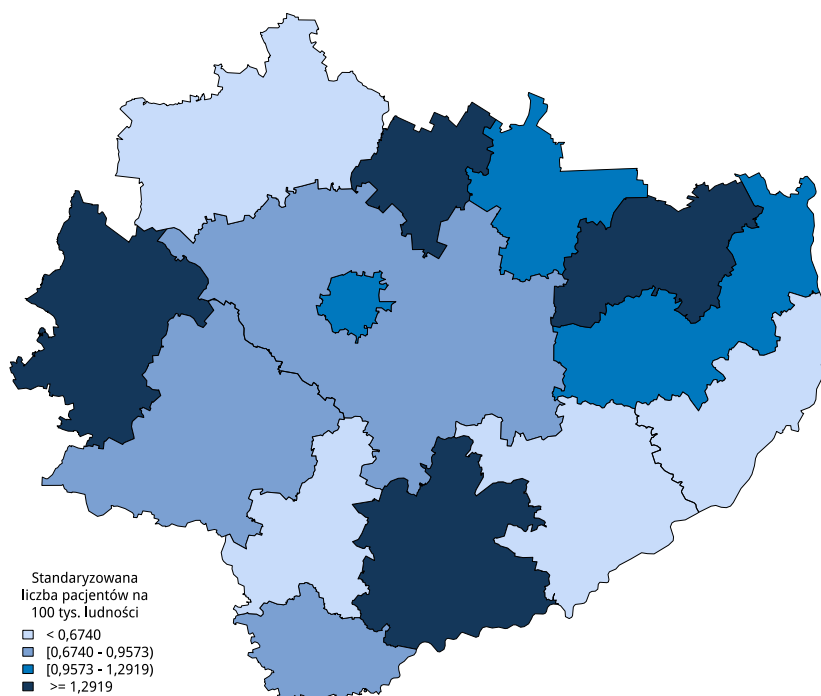 Standaryzowana
liczba pacjentów na
100 tys. ludności
< 0,6740
[0,6740 - 0,9573)
[0,9573 - 1,2919)
>= 1,2919